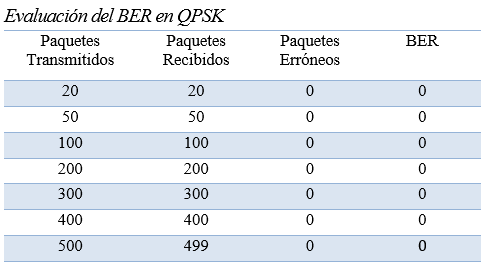 Evaluación del BER en QPSK
Paquetes Transmitidos Paquetes Recibidos Paquetes Erróneos BER
20 20 0 0
50 50 0 0
100 100 0 0
200 200 0 0
300 300 0 0
400 400 0 0
500 499 0 0